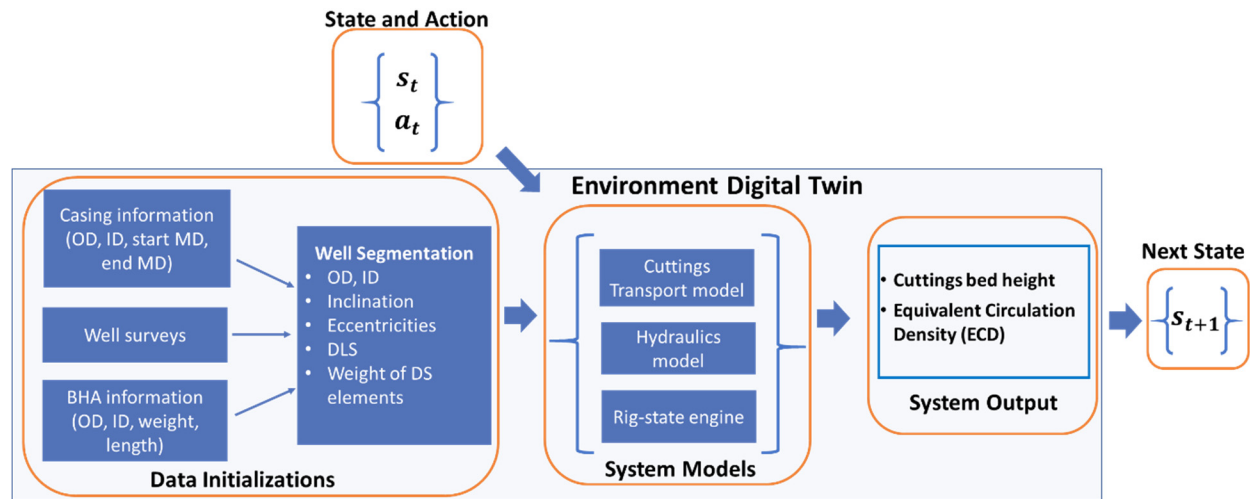 State and Action
s_t
a_t
Environment Digital Twin
Casing information
(OD, ID, start MD,
end MD)
Well surveys
BHA information
(OD, ID, weight,
length)
Well Segmentation
• OD, ID
• Inclination
• Eccentricities
• DLS
• Weight of DS
elements
Data Initializations
Cuttings
Transport model
Hydraulics
model
Rig-state engine
System Models
• Cuttings bed height
• Equivalent Circulation
Density (ECD)
System Output
Next State
s_{t+1}